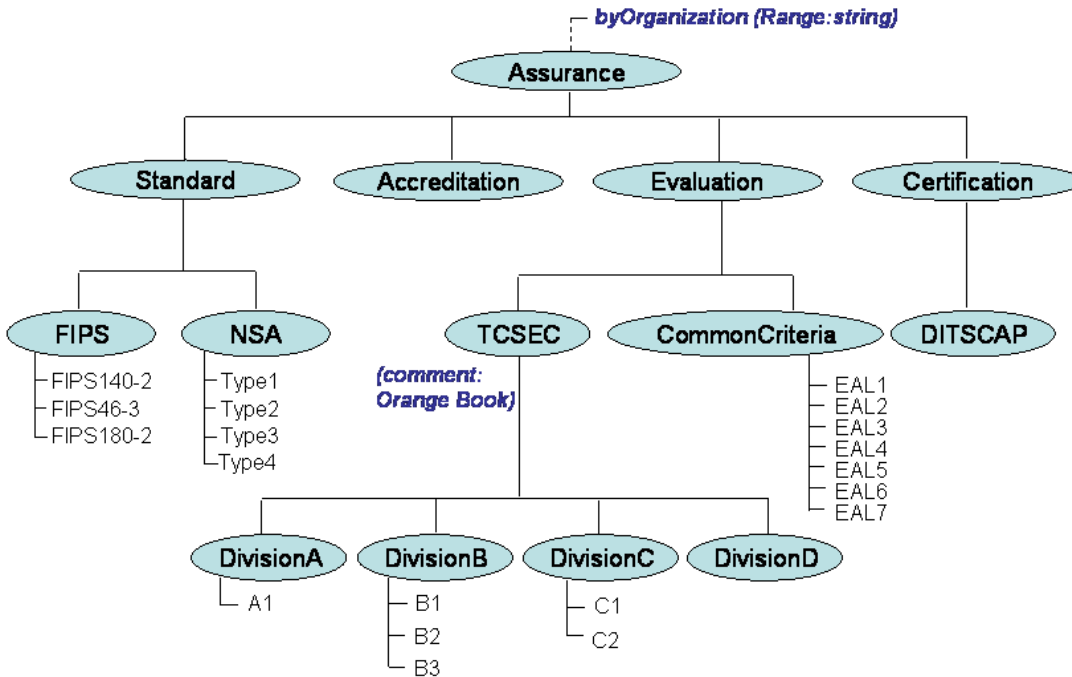 byOrganization (Range:string)
Assurance
Standard
Accreditation
Evaluation
Certification
FIPS
NSA
TCSEC
CommonCriteria
DITSCAP
FIPS140-2
FIPS46-3
FIPS180-2
Type1
Type2
Type3
Type4
(comment:
Orange Book)
EAL1
EAL2
EAL3
EAL4
EAL5
EAL6
EAL7
DivisionA
DivisionB
DivisionC
DivisionD
A1
B1
B2
B3
C1
C2